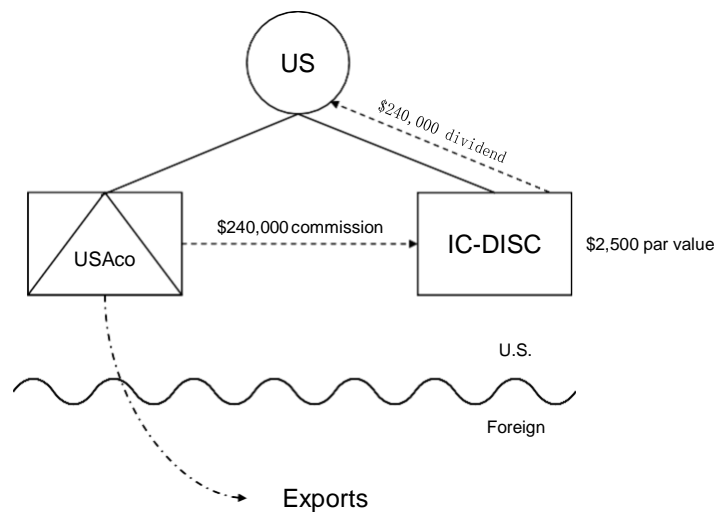 US
$240,000 dividend
USAco
$240,000 commission
IC-DISC
$2,500 par value
U.S.
Foreign
Exports